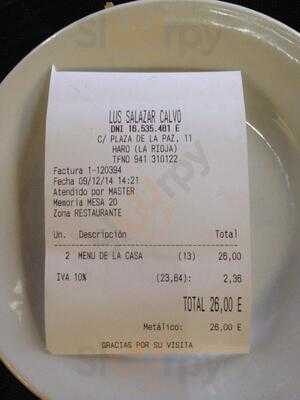 LUS SALAZAR CALVO
DNI 16.535.481 E
C/ PLAZA DE LA PAZ, 11
HARO (LA RIOJA)
TFNO 941 310122
Factura 1-120394
Fecha 09/12/14 14:21
Atendido por MASTER
Memoria MESA 20
Zona RESTAURANTE
Un. Descripción Total
2 MENU DE LA CASA (13) 26,00
IVA 10% (23,64): 2,36
TOTAL 26,00 E
Metálico: 26,00 E
GRACIAS POR SU VISITA